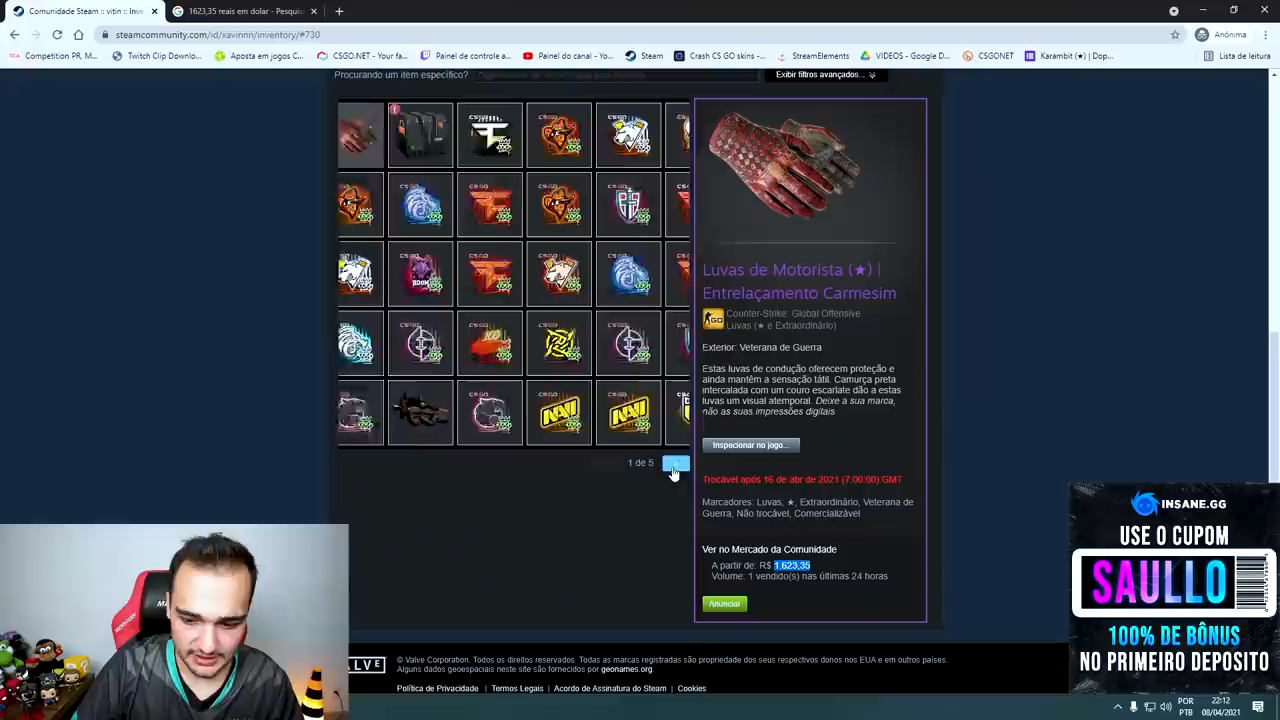 Comunidade Steam :: vitin :: Inve
1623,35 reais em dolar - Pesquis
steamcommunity.com/id/xavinnn/inventory/#730
Anônima
Competitive PR, M...
Twitch Clip Downlo...
Aposta em jogos C...
CSGO.NET - Your fa...
Painel de controle a...
Painel do canal - Yo...
Steam
Crash CS GO skins -...
StreamElements
VIDEOS - Google D...
CSGONET
Karambit (★) | Dop...
Lista de leitura
Procurando um item específico?
Exibir filtros avançados...
1 de 5
Luvas de Motorista (★) |
Entrelaçamento Carmesim
Counter-Strike: Global Offensive
Luvas (★ e Extraordinário)
Exterior: Veterana de Guerra
Estas luvas de condução oferecem proteção e
ainda mantêm a sensação tátil. Camurça preta
intercalada com um couro escarlate dão a estas
luvas um visual atemporal. Deixe a sua marca,
não as suas impressões digitais
Inspecionar no jogo...
Trocável após 16 de abr de 2021 (7:00:00) GMT
Marcadores: Luvas, ★, Extraordinário, Veterana de
Guerra, Não trocável, Comercializável
Ver no Mercado da Comunidade
A partir de: R$ 1.623,35
Volume: 1 vendido(s) nas últimas 24 horas
Anunciar
INSANE.GG
USE O CUPOM
SAULLO
100% DE BÔNUS
NO PRIMEIRO DEPOSITO
© Valve Corporation. Todos os direitos reservados. Todas as marcas registradas são propriedade dos seus respectivos donos nos EUA e em outros países.
Alguns dados geoespaciais neste site são fornecidos por geonames.org.
Política de Privacidade | Termos Legais | Acordo de Assinatura do Steam | Cookies
POR
PTB
22:12
08/04/2021